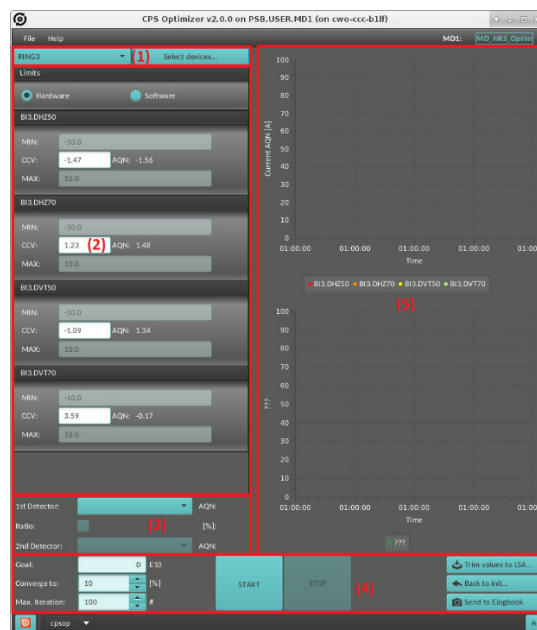 CPS Optimizer v2.0.0 on PSB.USER.MD1 (on cwo-ccc-b1lf)
File Help MD1: MD_HRS_Optim
RING3 (1) Select devices...
Limits
Hardware Software
BI3.DHZ50
MIN: -10.0
CCV: -1.47 AQN: -1.56
MAX: 10.0
BI3.DHZ70
MIN: -10.0
CCV: 1.23 (2) AQN: 1.48
MAX: 10.0
BI3.DVT50
MIN: -10.0
CCV: -1.09 AQN: 1.34
MAX: 10.0
BI3.DVT70
MIN: -10.0
CCV: 3.59 AQN: -0.17
MAX: 10.0
1st Detector: AQN:
Ratio: (3) [%]:
2nd Detector: AQN:
100
90
80
70
60
50
40
30
20
10
0
Current AQN [A]
01:00:00 01:00:00 01:00:00 01:00:00 01:00
Time
BI3.DHZ50 BI3.DHZ70 BI3.DVT50 BI3.DVT70
(5)
100
90
80
70
60
50
40
30
20
10
0
???
01:00:00 01:00:00 01:00:00 01:00:00 01:00
Time
???
Goal: 0 E10
Converge to: 10 [%]
Max. Iteration: 100 #
START STOP (4)
Trim values to LSA...
Back to init...
Send to Elogbook
cpsop